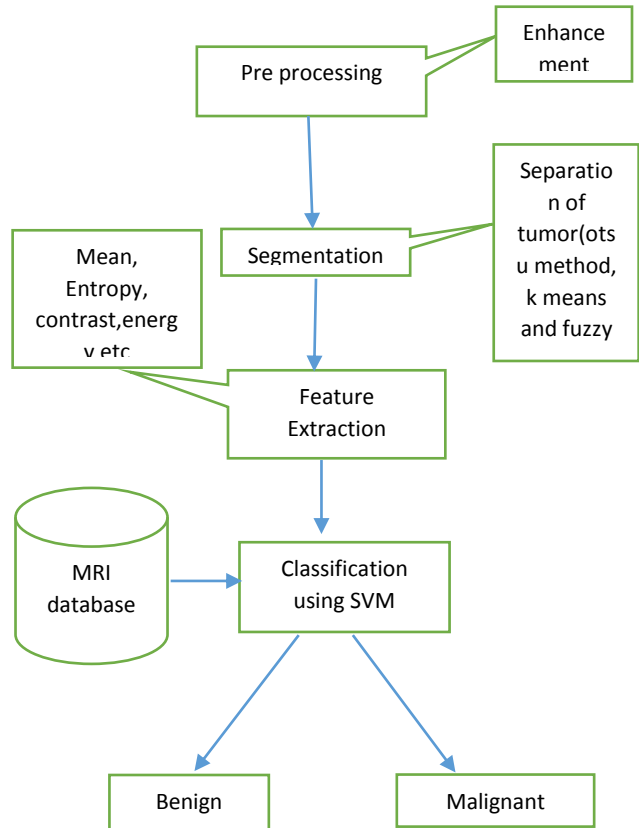 Enhance
ment
Pre processing
Separatio
n of
tumor(ots
u method,
k means
and fuzzy
Segmentation
Mean,
Entropy,
contrast,energ
y etc
Feature
Extraction
MRI
database
Classification
using SVM
Benign
Malignant